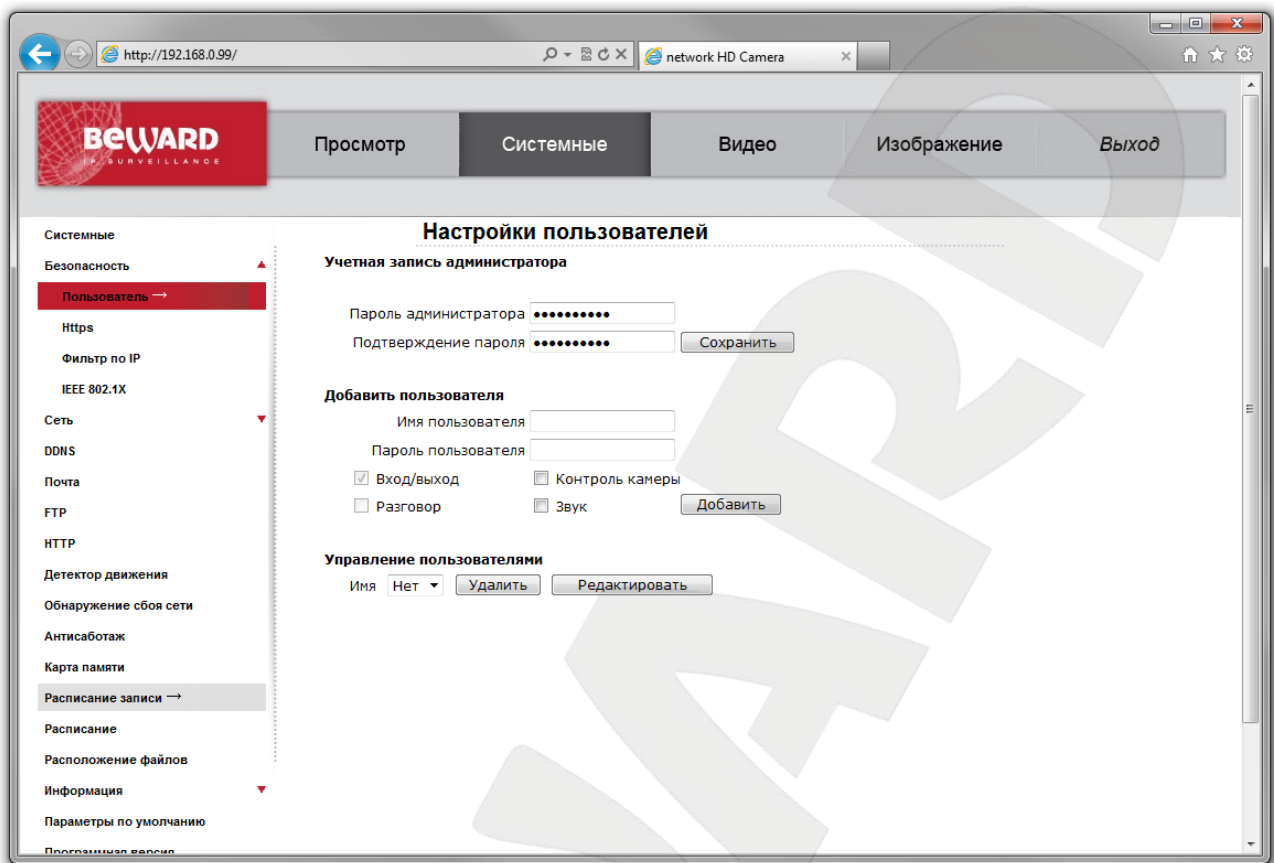 http://192.168.0.99/
network HD Camera
BEWARD
IP SURVEILLANCE
Просмотр
Системные
Видео
Изображение
Выход
Системные
Безопасность
Пользователь →
Https
Фильтр по IP
IEEE 802.1X
Сеть
DDNS
Почта
FTP
HTTP
Детектор движения
Обнаружение сбоя сети
Антисаботаж
Карта памяти
Расписание записи →
Расписание
Расположение файлов
Информация
Параметры по умолчанию
Программная версия
Настройки пользователей
Учетная запись администратора
Пароль администратора ●●●●●●●●●●
Подтверждение пароля ●●●●●●●●●● Сохранить
Добавить пользователя
Имя пользователя
Пароль пользователя
Вход/выход Контроль камеры
Разговор Звук Добавить
Управление пользователями
Имя Нет Удалить Редактировать
WARD